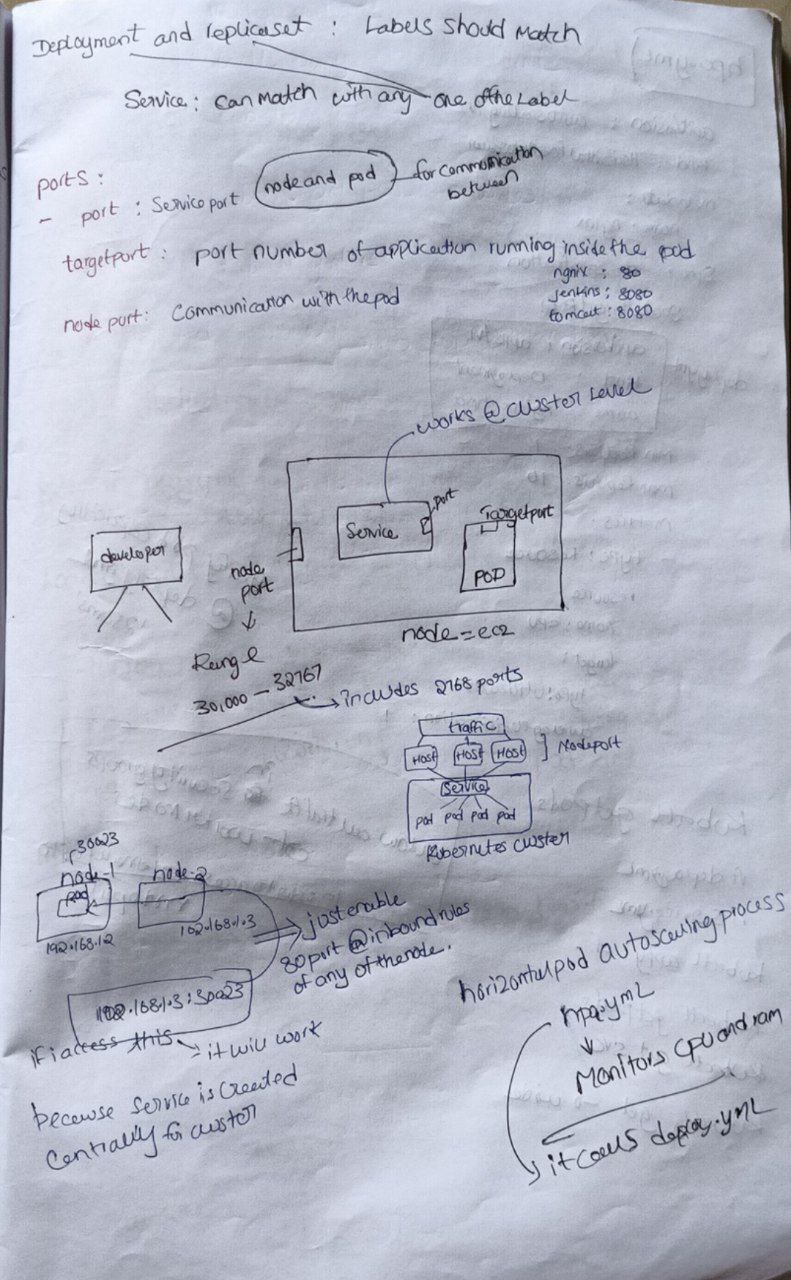 Deployment and replicaset : Labels Should Match
Service : Can Match with any one of the Label
ports :
- port : Service port (node and pod) for commonication between
targetport : port number of application running inside the pod
ngnix : 80
jenkins : 8080
tomcat : 8080
node port : Communication with the pod
works @ cluster Level
developer
node port
Service
port
Targetport
POD
node = ec2
Range
30,000 - 32767
includes 2768 ports
traffic
Host Host Host
Nodeport
Service
pod pod pod pod
Kubernetes cluster
30023
node-1
node-2
Pod
192.168.1.2
192.168.1.3
just enable
80 port @ inbound rules
of any of the node.
192.168.1.3:30023
if i access this
it will work
because service is created
centrally for cluster
horizontal pod autoscaling process
hpa.yml
Monitors CPU and ram
it calls deploy.yml